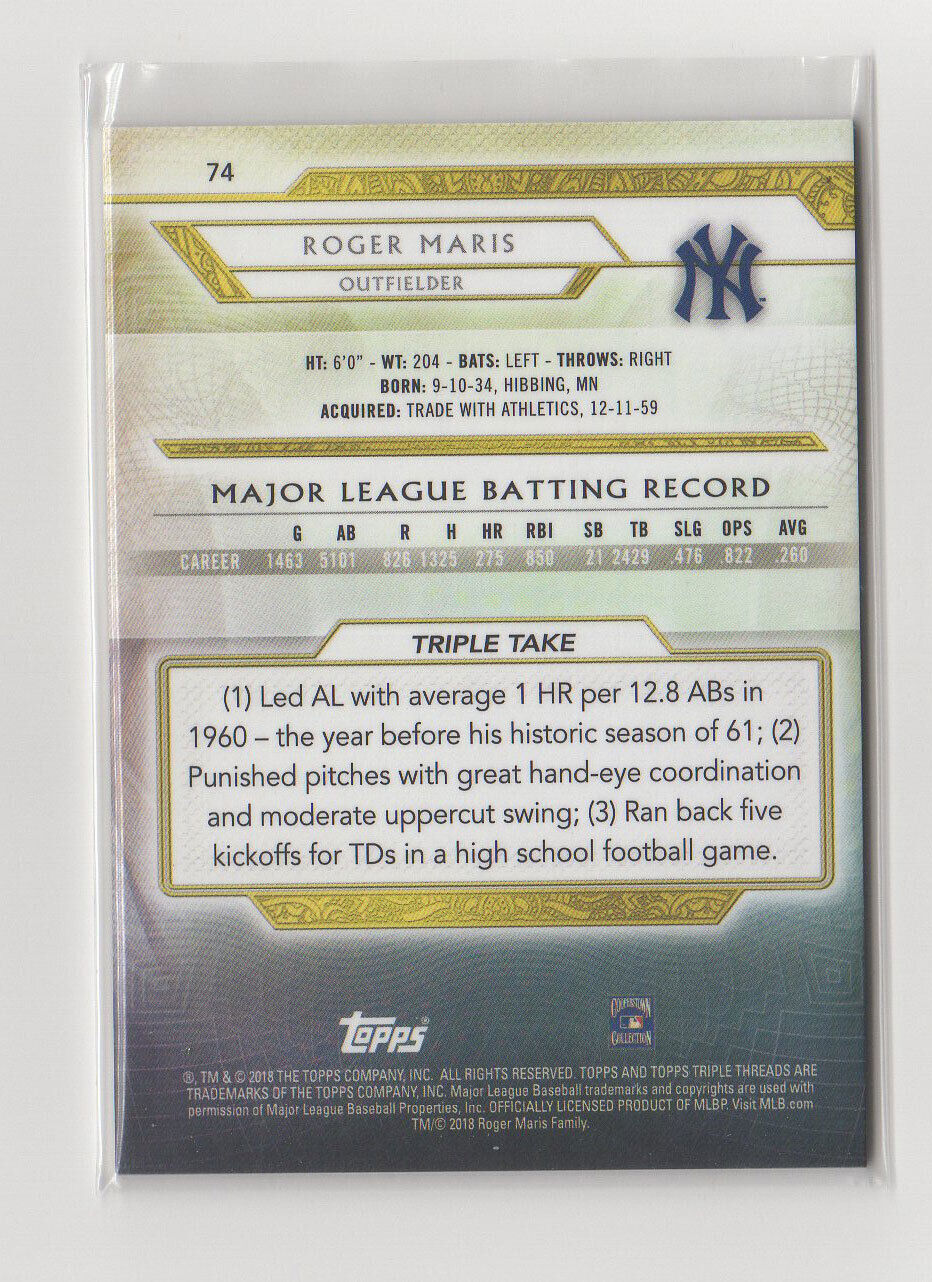 74
ROGER MARIS
OUTFIELDER
NY
HT: 6'0" - WT: 204 - BATS: LEFT - THROWS: RIGHT
BORN: 9-10-34, HIBBING, MN
ACQUIRED: TRADE WITH ATHLETICS, 12-11-59
MAJOR LEAGUE BATTING RECORD
G AB R H HR RBI SB TB SLG OPS AVG
CAREER 1463 5101 826 1325 275 850 21 2429 .476 .822 .260
TRIPLE TAKE
(1) Led AL with average 1 HR per 12.8 ABs in
1960 – the year before his historic season of 61; (2)
Punished pitches with great hand-eye coordination
and moderate uppercut swing; (3) Ran back five
kickoffs for TDs in a high school football game.
Topps®
COOPERSTOWN
COLLECTION
®, TM & © 2018 THE TOPPS COMPANY, INC. ALL RIGHTS RESERVED. TOPPS AND TOPPS TRIPLE THREADS ARE
TRADEMARKS OF THE TOPPS COMPANY, INC. Major League Baseball trademarks and copyrights are used with
permission of Major League Baseball Properties, Inc. OFFICIALLY LICENSED PRODUCT OF MLBP. Visit MLB.com
TM/© 2018 Roger Maris Family.